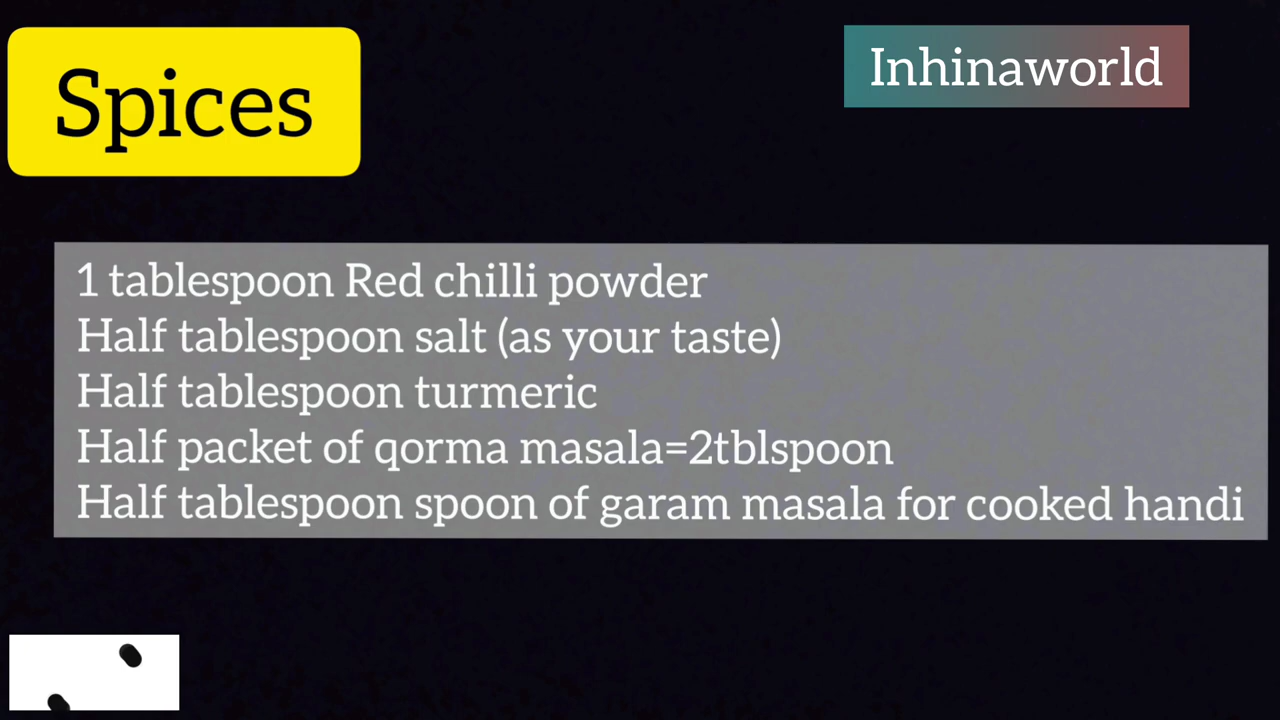 Spices
Inhinaworld
1 tablespoon Red chilli powder
Half tablespoon salt (as your taste)
Half tablespoon turmeric
Half packet of qorma masala=2tblspoon
Half tablespoon spoon of garam masala for cooked handi